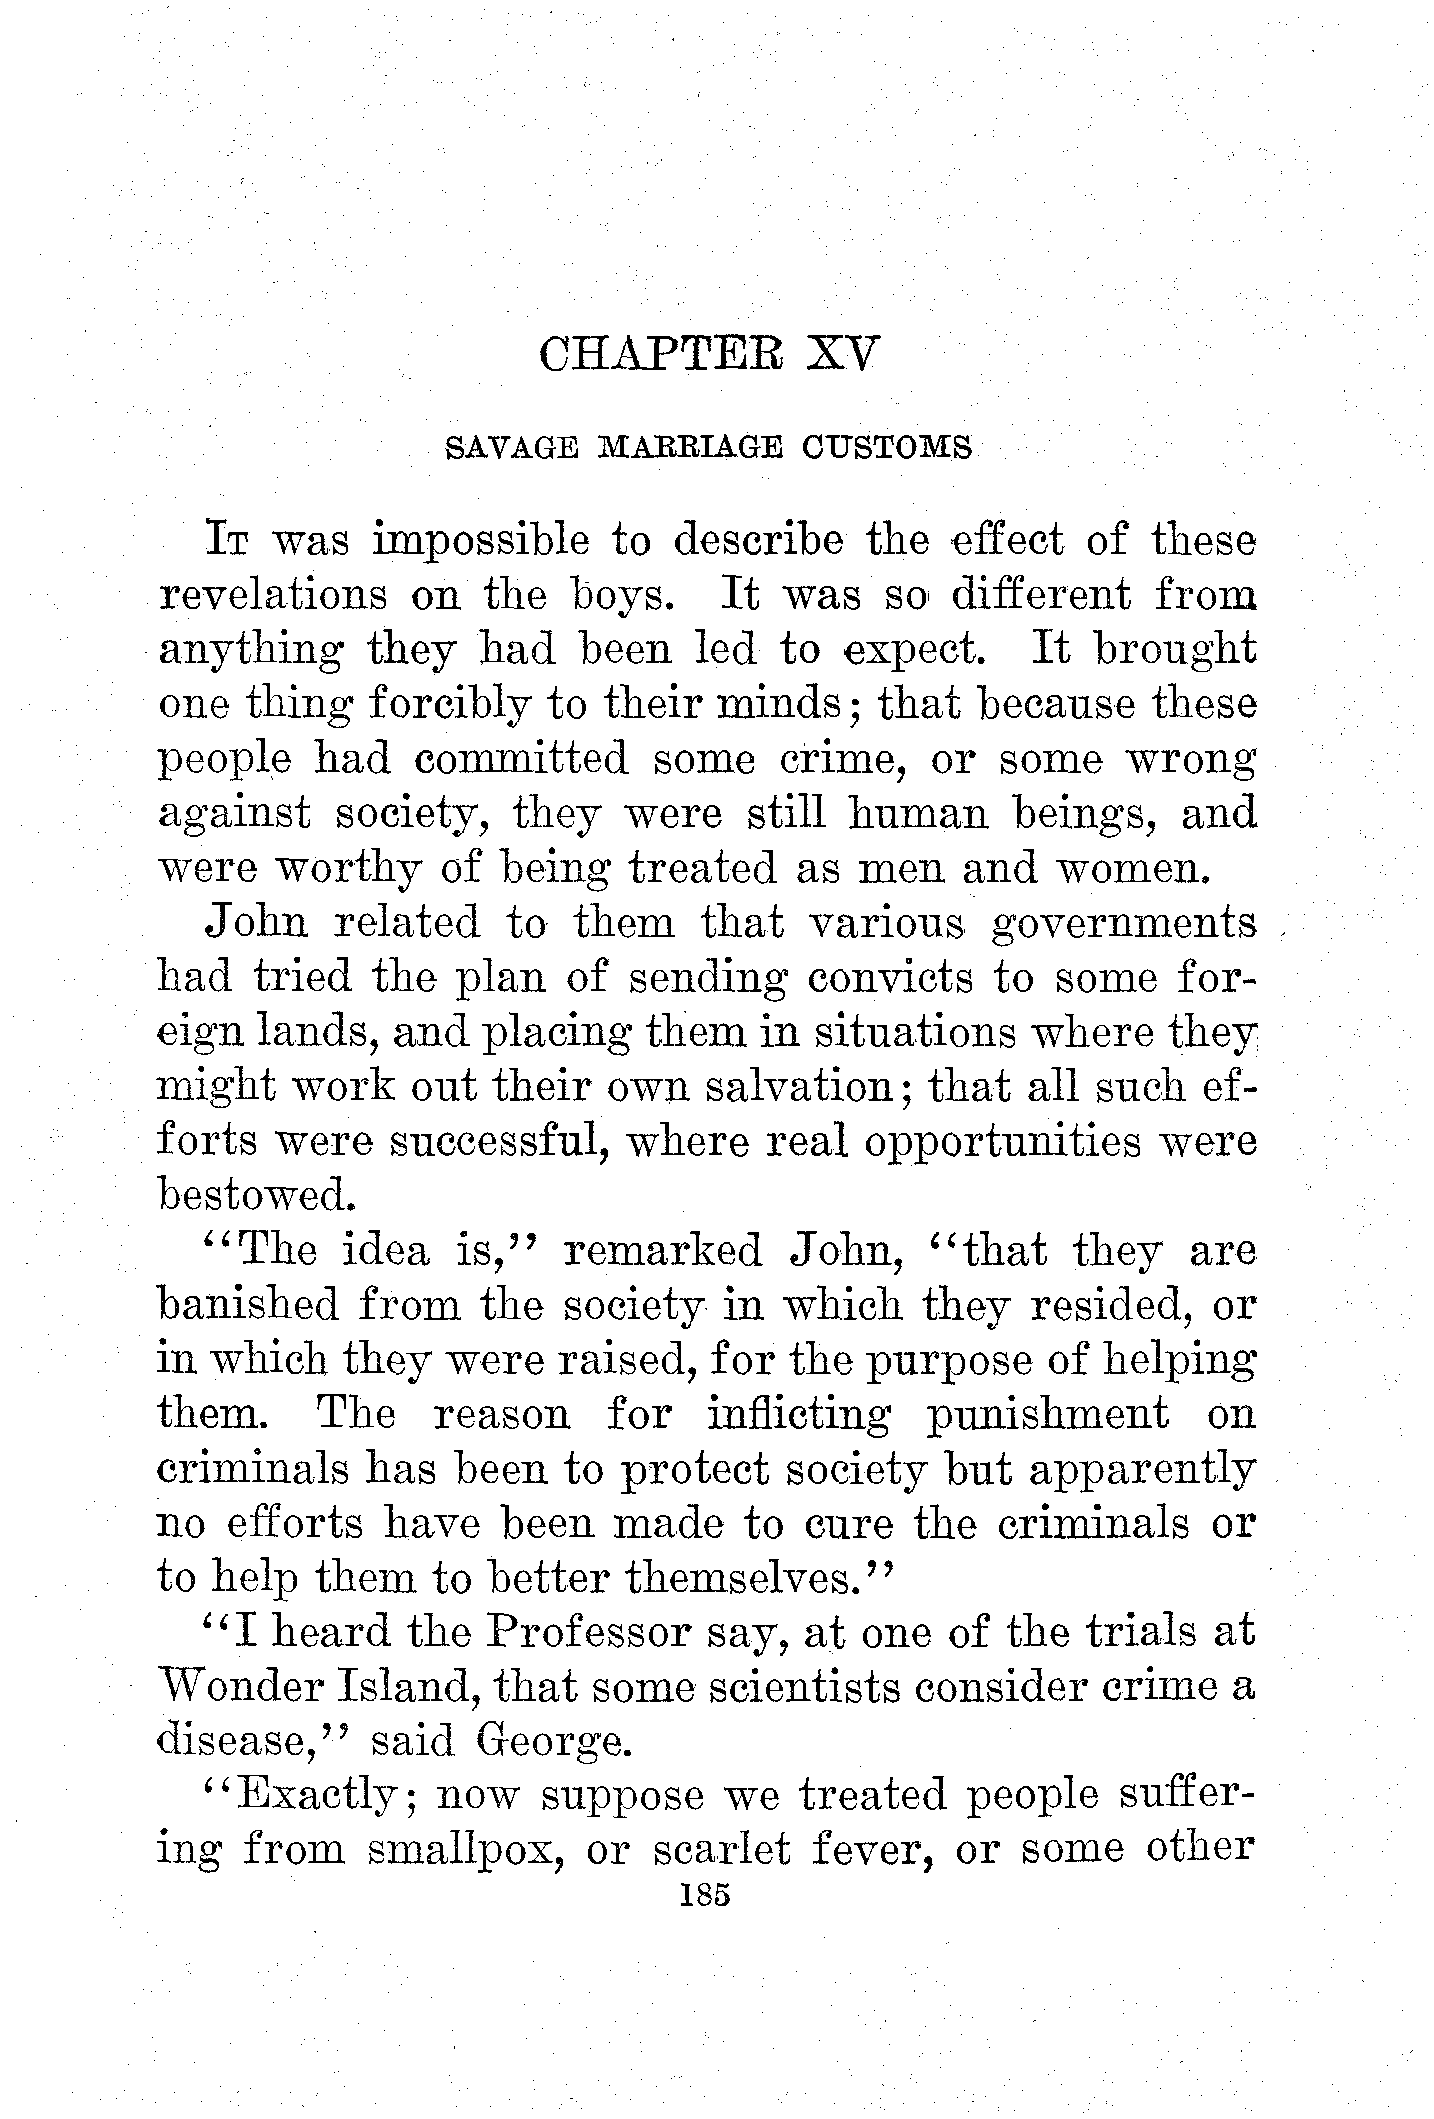 CHAPTER XV
SAVAGE MARRIAGE CUSTOMS
It was impossible to describe the effect of these
revelations on the boys. It was so different from
anything they had been led to expect. It brought
one thing forcibly to their minds; that because these
people had committed some crime, or some wrong
against society, they were still human beings, and
were worthy of being treated as men and women.
John related to them that various governments
had tried the plan of sending convicts to some for-
eign lands, and placing them in situations where they
might work out their own salvation; that all such ef-
forts were successful, where real opportunities were
bestowed.
“The idea is,” remarked John, “that they are
banished from the society in which they resided, or
in which they were raised, for the purpose of helping
them. The reason for inflicting punishment on
criminals has been to protect society but apparently
no efforts have been made to cure the criminals or
to help them to better themselves.”
“I heard the Professor say, at one of the trials at
Wonder Island, that some scientists consider crime a
disease,” said George.
“Exactly; now suppose we treated people suffer-
ing from smallpox, or scarlet fever, or some other
185